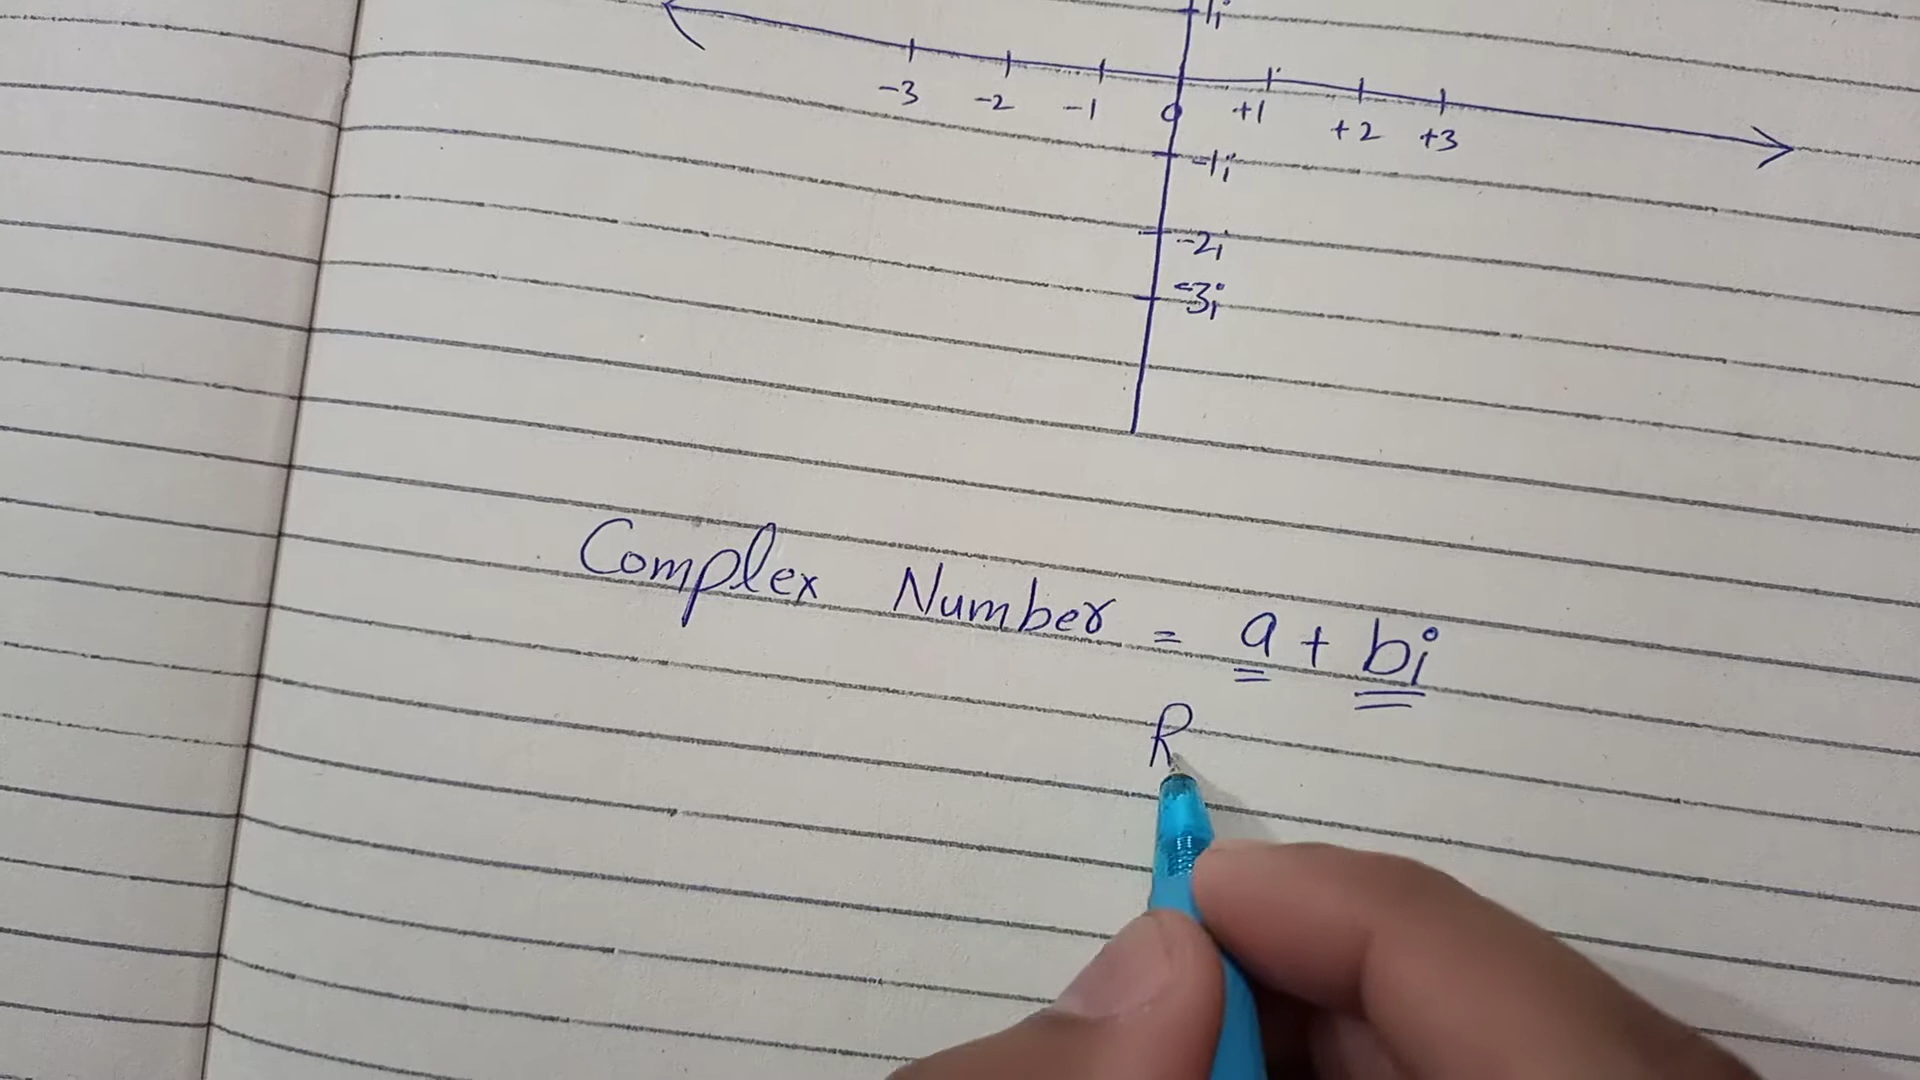 1i
-3 -2 -1 0 +1 +2 +3
-1i
-2i
-3i
Complex Number = a + bi
R